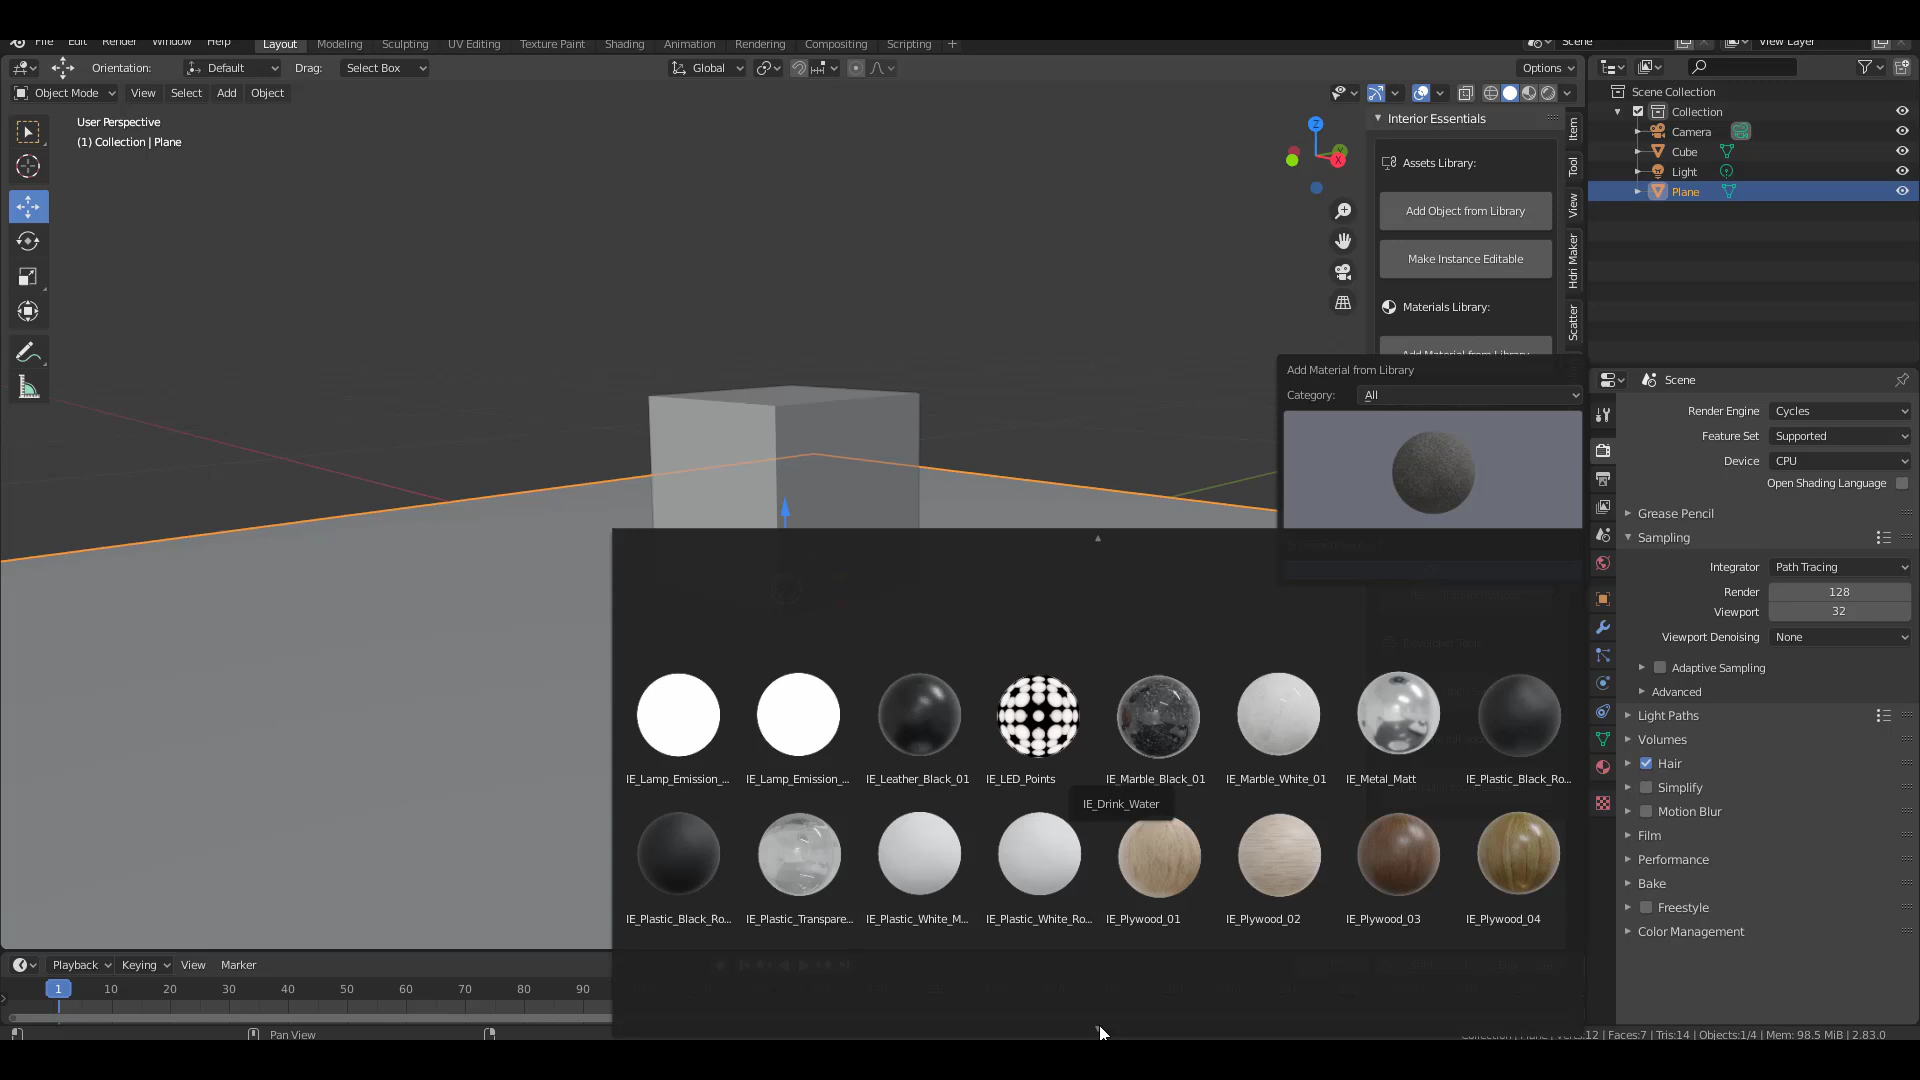 File Edit Render Window Help Layout Modeling Sculpting UV Editing Texture Paint Shading Animation Rendering Compositing Scripting + Scene View Layer
Orientation: Default Drag: Select Box Global Options
Object Mode View Select Add Object
User Perspective
(1) Collection | Plane
Z
Y
X
Interior Essentials
Assets Library:
Add Object from Library
Make Instance Editable
Materials Library:
Add Material from Library
Item
Tool
View
Hdri Maker
Scatter
Scene Collection
Collection
Camera
Cube
Light
Plane
Add Material from Library
Category: All
IE_Lamp_Emission_... IE_Lamp_Emission_... IE_Leather_Black_01 IE_LED_Points IE_Marble_Black_01 IE_Marble_White_01 IE_Metal_Matt IE_Plastic_Black_Ro...
IE_Drink_Water
IE_Plastic_Black_Ro... IE_Plastic_Transpare... IE_Plastic_White_M... IE_Plastic_White_Ro... IE_Plywood_01 IE_Plywood_02 IE_Plywood_03 IE_Plywood_04
Scene
Render Engine Cycles
Feature Set Supported
Device CPU
Open Shading Language
Grease Pencil
Sampling
Integrator Path Tracing
Render 128
Viewport 32
Viewport Denoising None
Adaptive Sampling
Advanced
Light Paths
Volumes
Hair
Simplify
Motion Blur
Film
Performance
Bake
Freestyle
Color Management
Playback Keying View Marker
1 10 20 30 40 50 60 70 80 90
Pan View
Collection | Plane | Verts:12 | Faces:7 | Tris:14 | Objects:1/4 | Mem: 98.5 MiB | 2.83.0